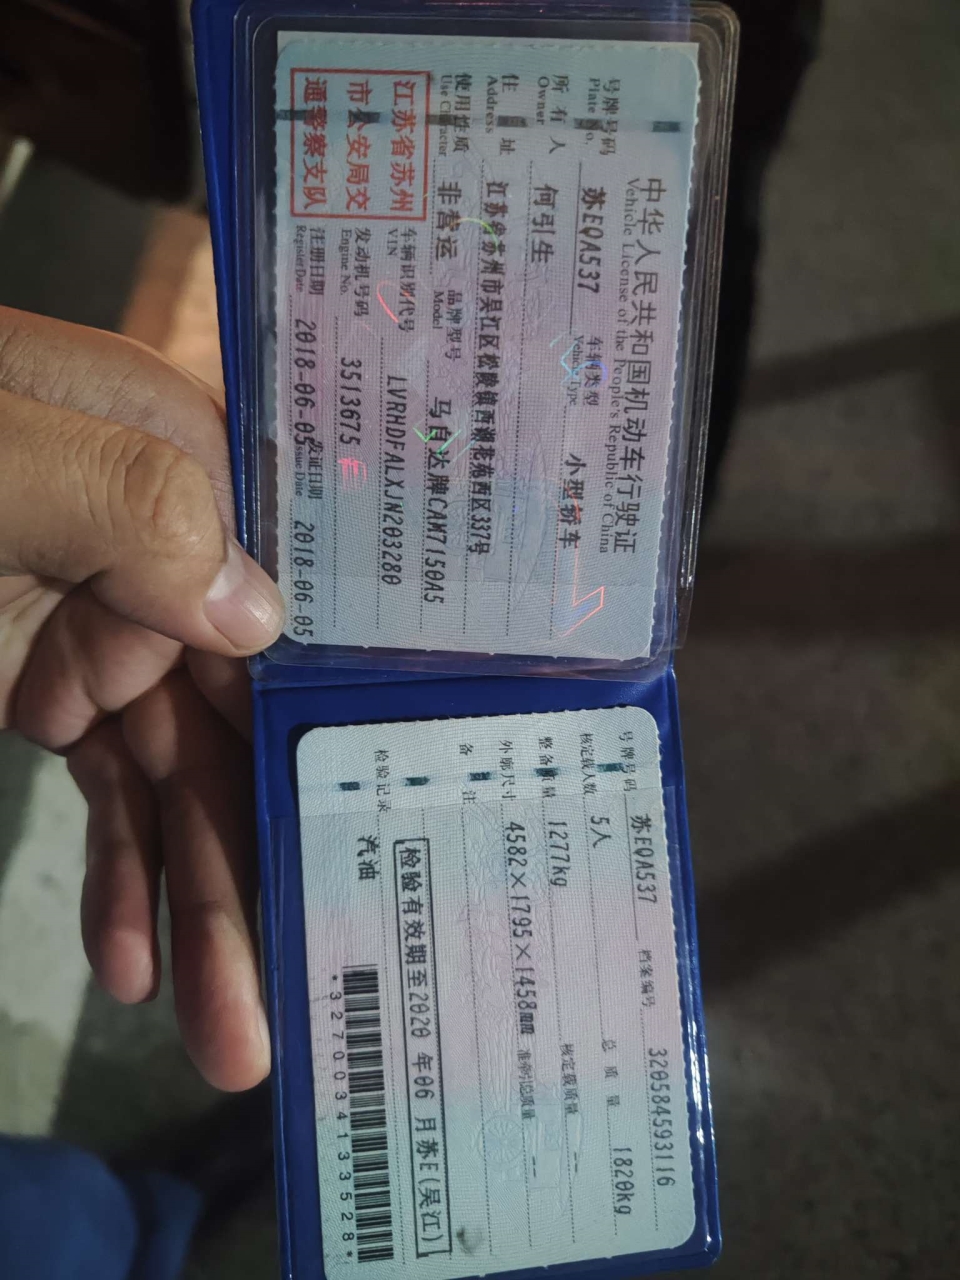 中华人民共和国机动车行驶证
Vehicle License of the People's Republic of China
号牌号码 苏EQA537 车辆类型 小型轿车
Plate No. Vehicle Type
所有人 何引生
Owner
住址 江苏省苏州市吴江区松陵镇西湖花苑西区337号
Address
使用性质 非营运 品牌型号 马自达牌CAM7150A5
Use Character Model
江苏省苏州
市公安局交
通警察支队
车辆识别代号 LVRHDFALXJN203280
VIN
发动机号码 3513675
Engine No.
注册日期 2018-06-05 发证日期 2018-06-05
Register Date Issue Date
号牌号码 苏EQA537 档案编号 320584593116
核定载人数 5人 总质量 1820kg
整备质量 1277kg 核定载质量 --
外廓尺寸 4582×1795×1458mm 准牵引总质量 --
备注
检验有效期至2020年06月苏E(吴江)
检验记录
汽油
*3270034133528*